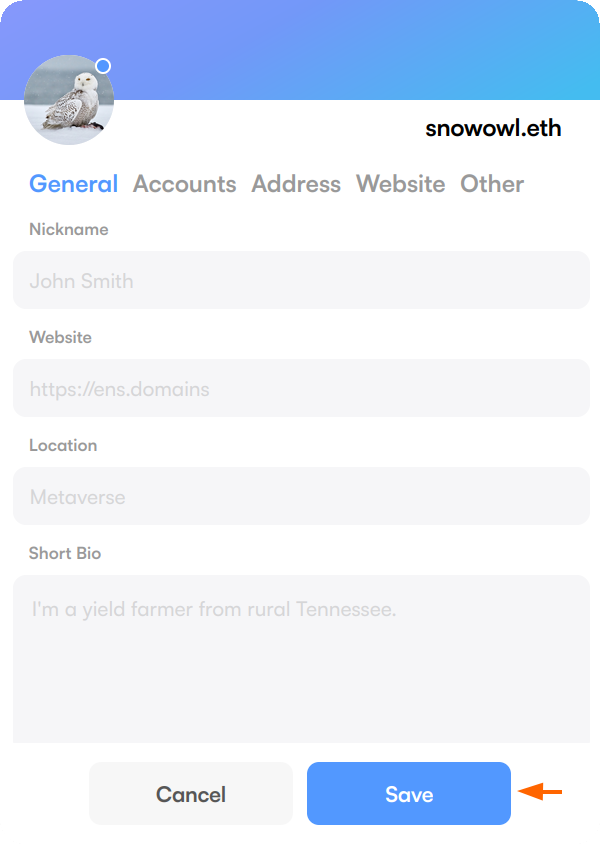 snowowl.eth
General Accounts Address Website Other
Nickname
John Smith
Website
https://ens.domains
Location
Metaverse
Short Bio
I'm a yield farmer from rural Tennessee.
Cancel Save